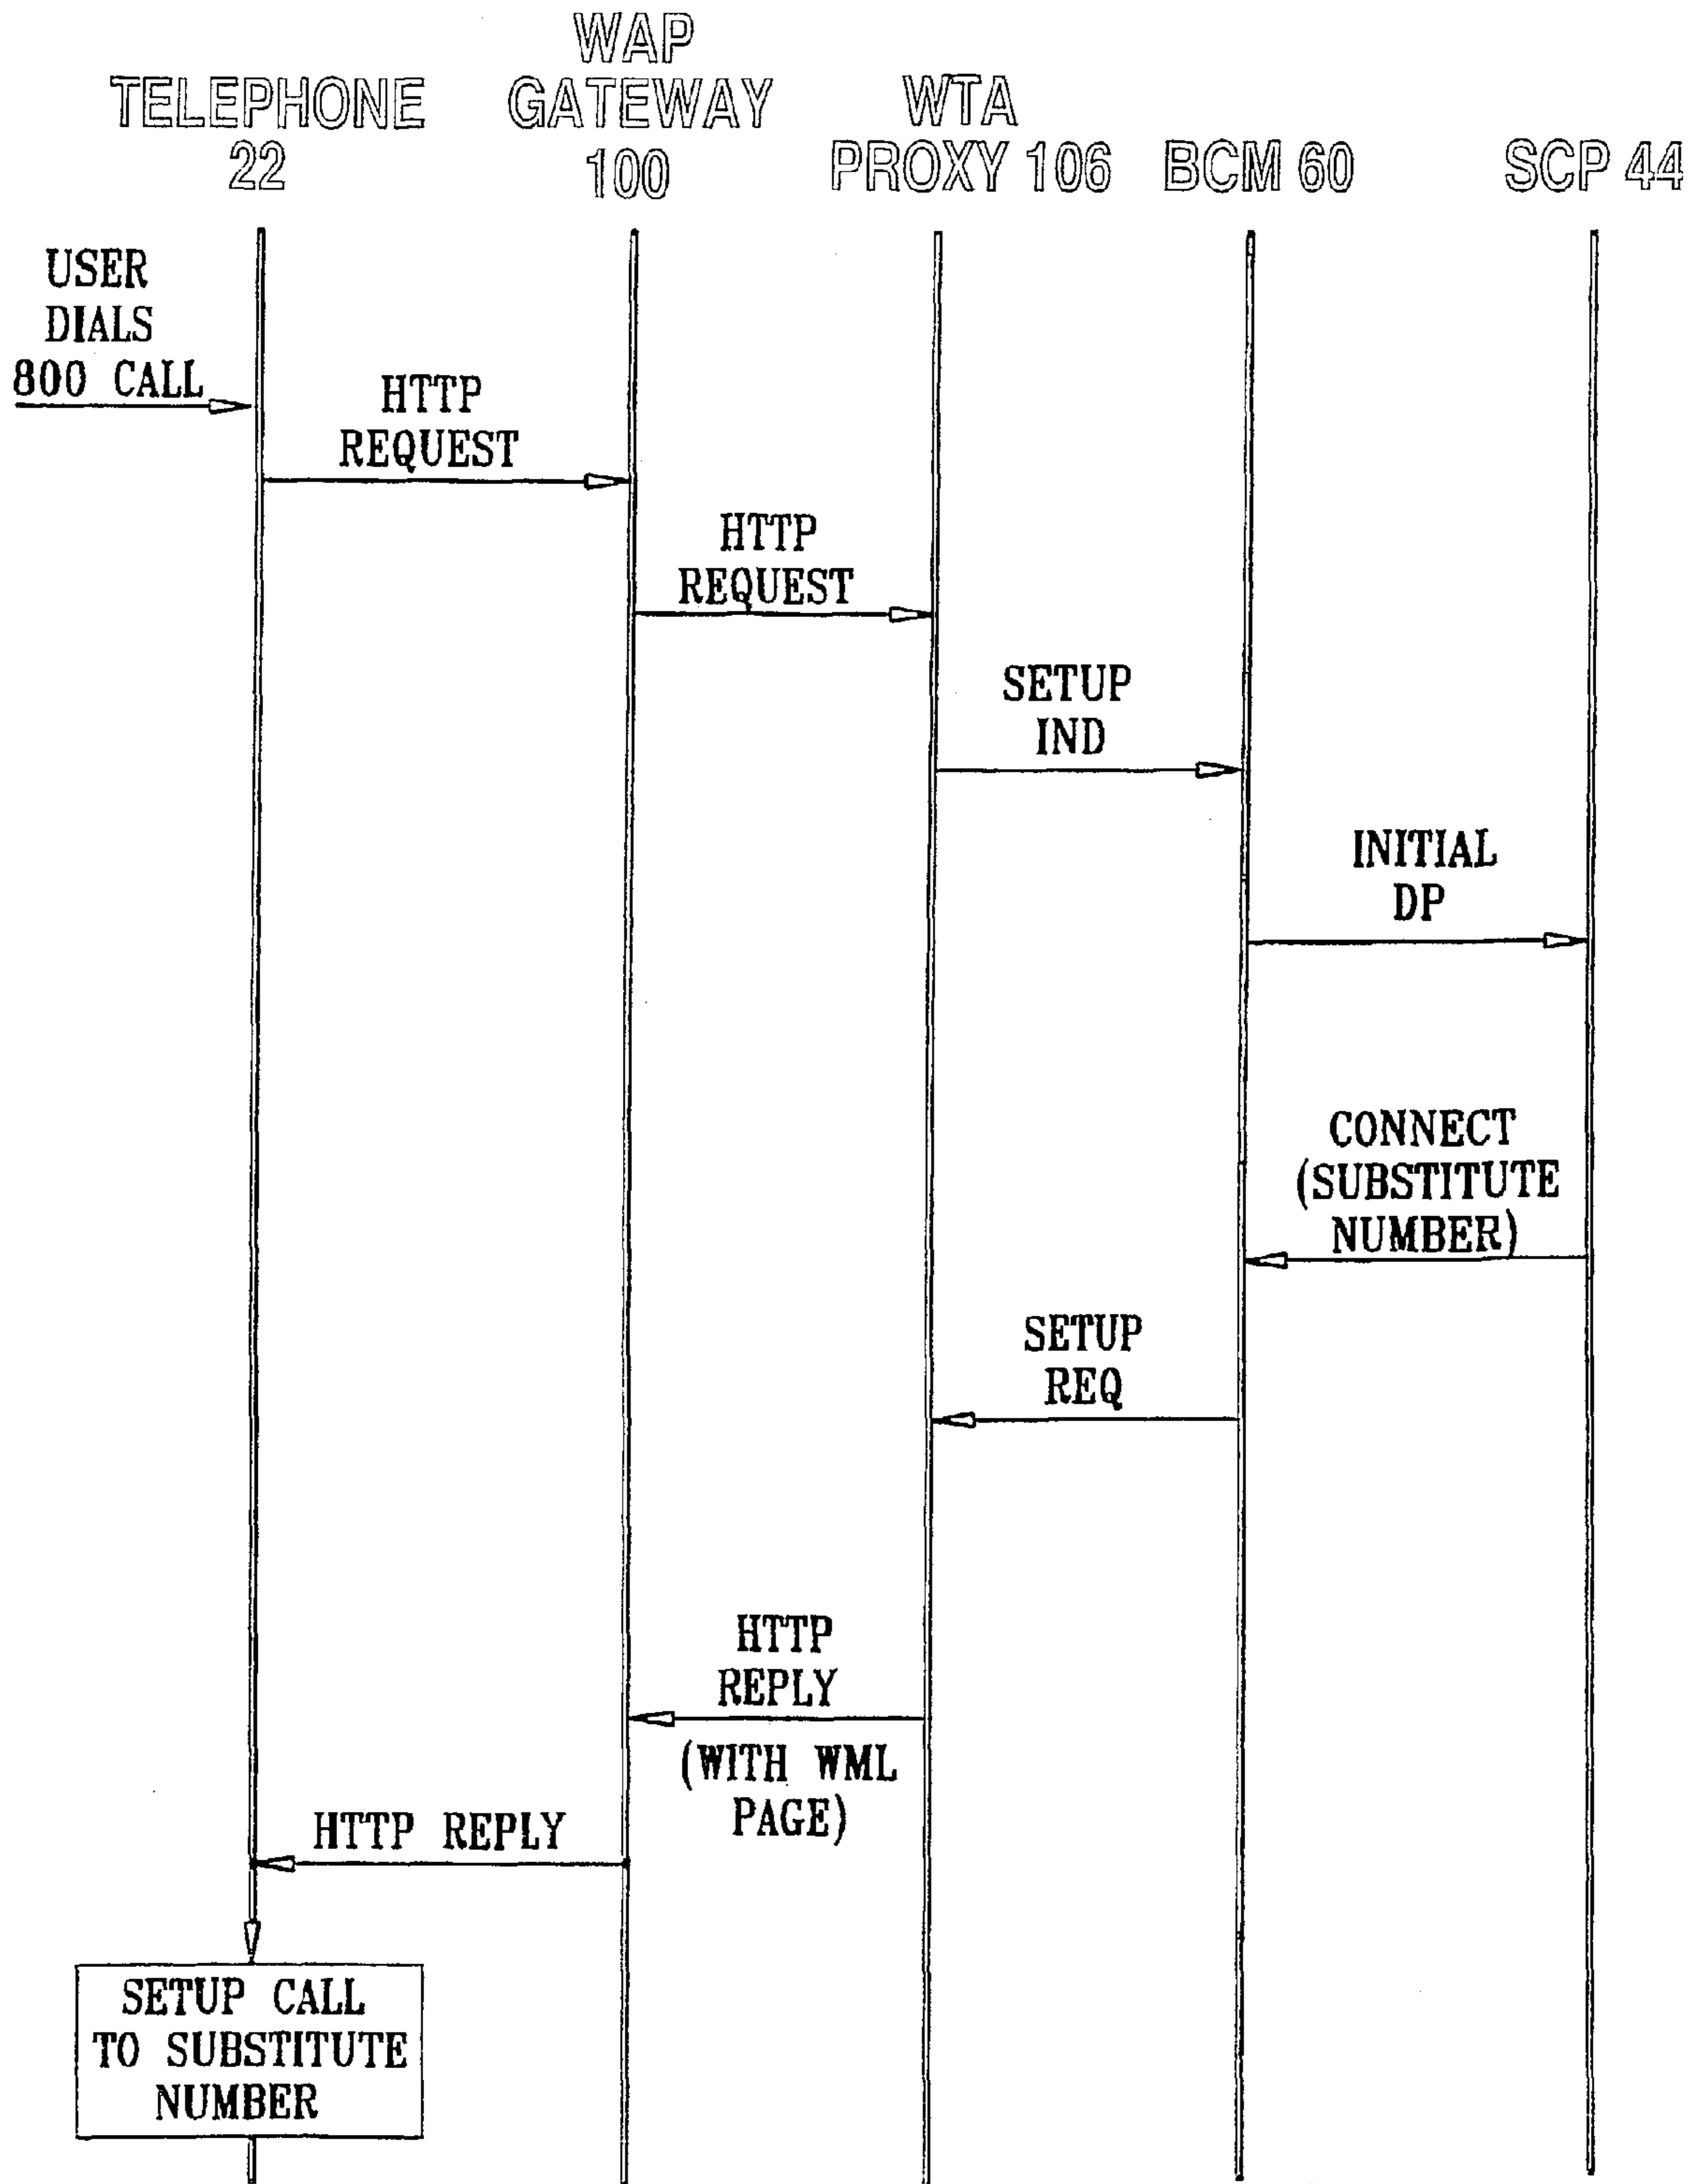 TELEPHONE
22
WAP
GATEWAY
100
WTA
PROXY 106
BCM 60
SCP 44
USER
DIALS
800 CALL
HTTP
REQUEST
HTTP
REQUEST
SETUP
IND
INITIAL
DP
CONNECT
(SUBSTITUTE
NUMBER)
SETUP
REQ
HTTP
REPLY
(WITH WML
PAGE)
HTTP REPLY
SETUP CALL
TO SUBSTITUTE
NUMBER